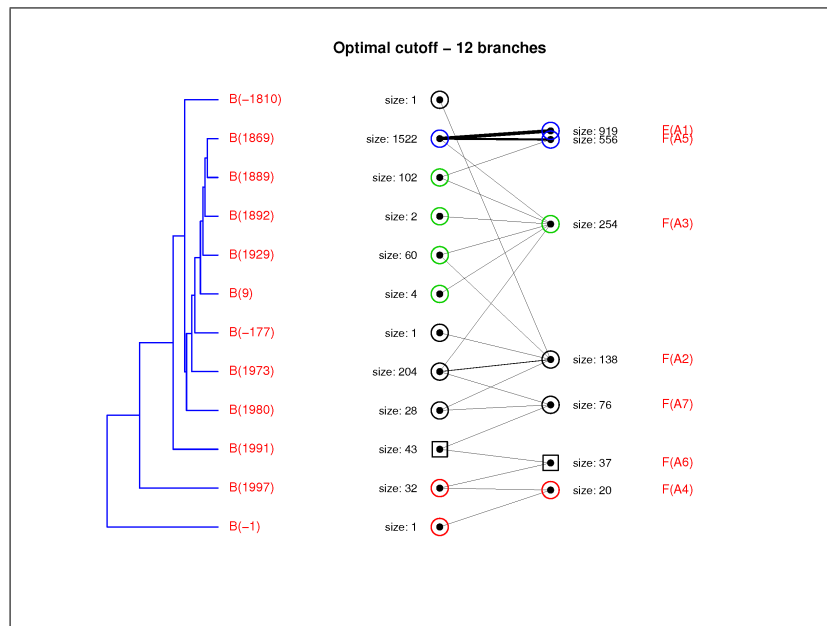 Optimal cutoff – 12 branches
B(−1810) size: 1
size: 919 F(A1)
B(1869) size: 1522 size: 556 F(A5)
B(1889) size: 102
B(1892) size: 2 size: 254 F(A3)
B(1929) size: 60
B(9) size: 4
B(−177) size: 1
size: 138 F(A2)
B(1973) size: 204
B(1980) size: 28 size: 76 F(A7)
B(1991) size: 43
size: 37 F(A6)
B(1997) size: 32 size: 20 F(A4)
B(−1) size: 1